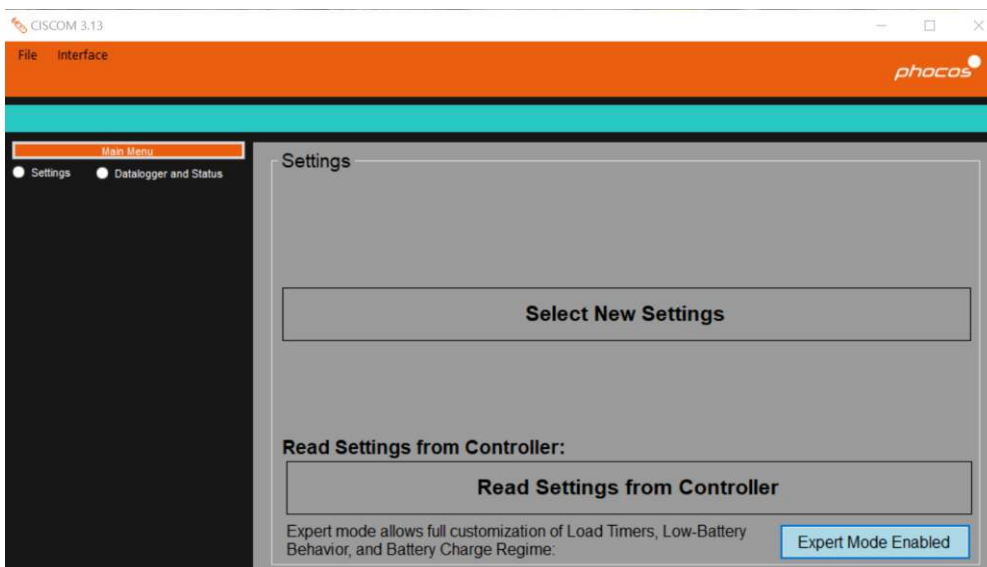 CISCOM 3.13
File Interface
phocos
Main Menu
Settings Datalogger and Status
Settings
Select New Settings
Read Settings from Controller:
Read Settings from Controller
Expert mode allows full customization of Load Timers, Low-Battery
Behavior, and Battery Charge Regime:
Expert Mode Enabled